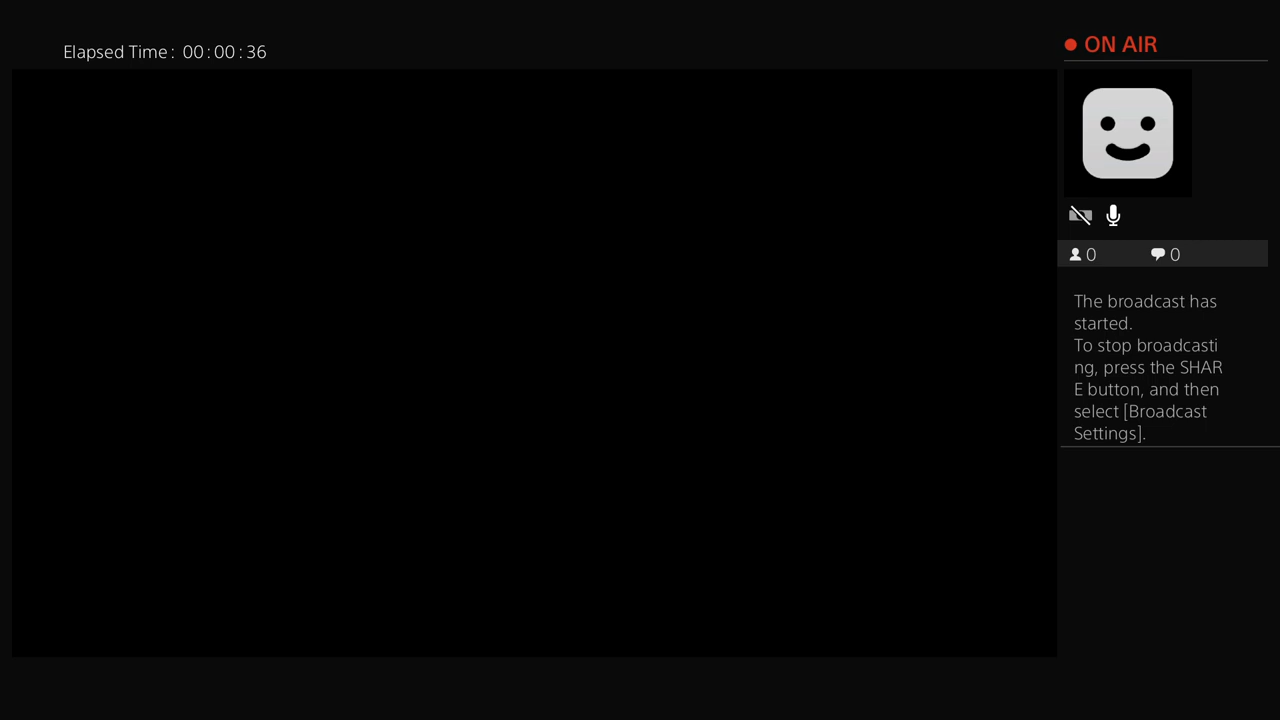 Elapsed Time: 00:00:36
ON AIR
0 0
The broadcast has
started.
To stop broadcasti
ng, press the SHAR
E button, and then
select [Broadcast
Settings].